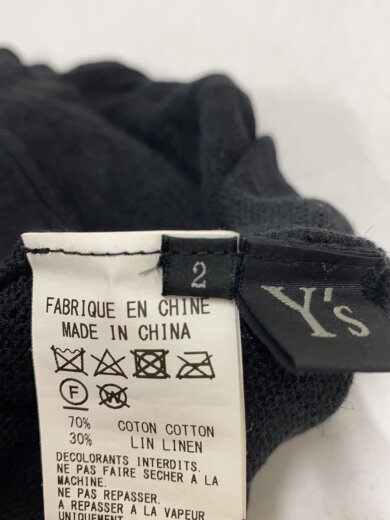 2
Y's
FABRIQUE EN CHINE
MADE IN CHINA
F W
70% COTON COTTON
30% LIN LINEN
DECOLORANTS INTERDITS.
NE PAS FAIRE SECHER A LA
MACHINE.
NE PAS REPASSER.
A REPASSER A LA VAPEUR
UNIQUEMENT.